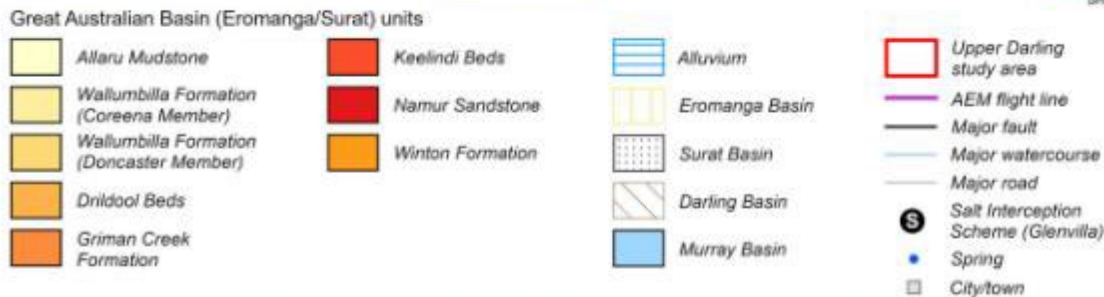 Great Australian Basin (Eromanga/Surat) units
Allaru Mudstone
Wallumbilla Formation
(Coreena Member)
Wallumbilla Formation
(Doncaster Member)
Drildool Beds
Griman Creek
Formation
Keelindi Beds
Namur Sandstone
Winton Formation
Alluvium
Eromanga Basin
Surat Basin
Darling Basin
Murray Basin
Upper Darling
study area
AEM flight line
Major fault
Major watercourse
Major road
S
Salt Interception
Scheme (Glenvilla)
Spring
City/town